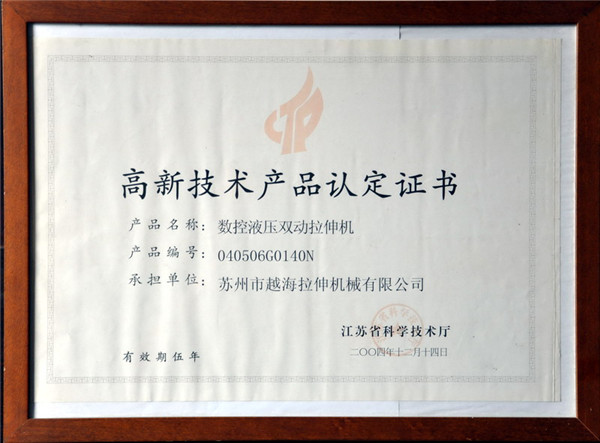 高新技术产品认定证书
产品名称：数控液压双动拉伸机
产品编号：040506G0140N
承担单位：苏州市越海拉伸机械有限公司
江苏省科学技术厅
二〇〇四年十二月十四日
有效期伍年